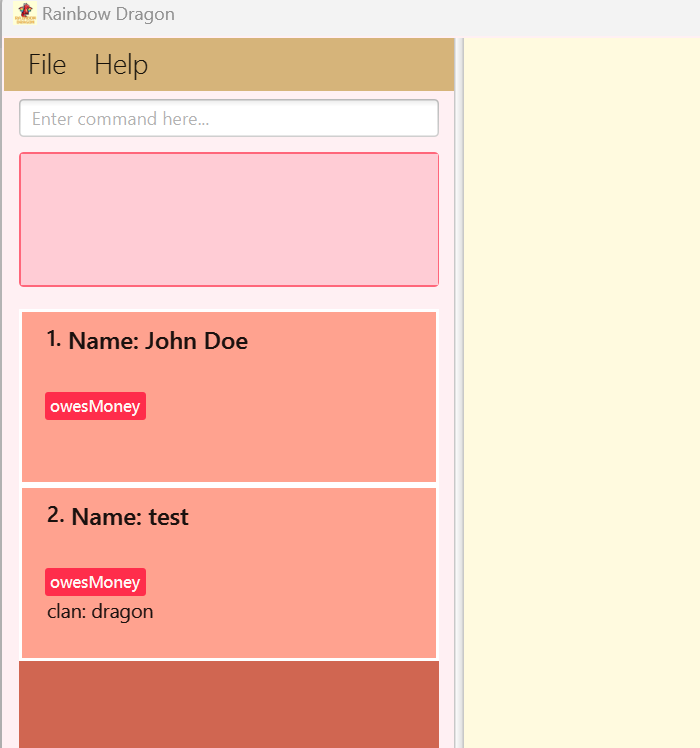 Rainbow Dragon
File Help
Enter command here...
1. Name: John Doe
owesMoney
2. Name: test
owesMoney
clan: dragon